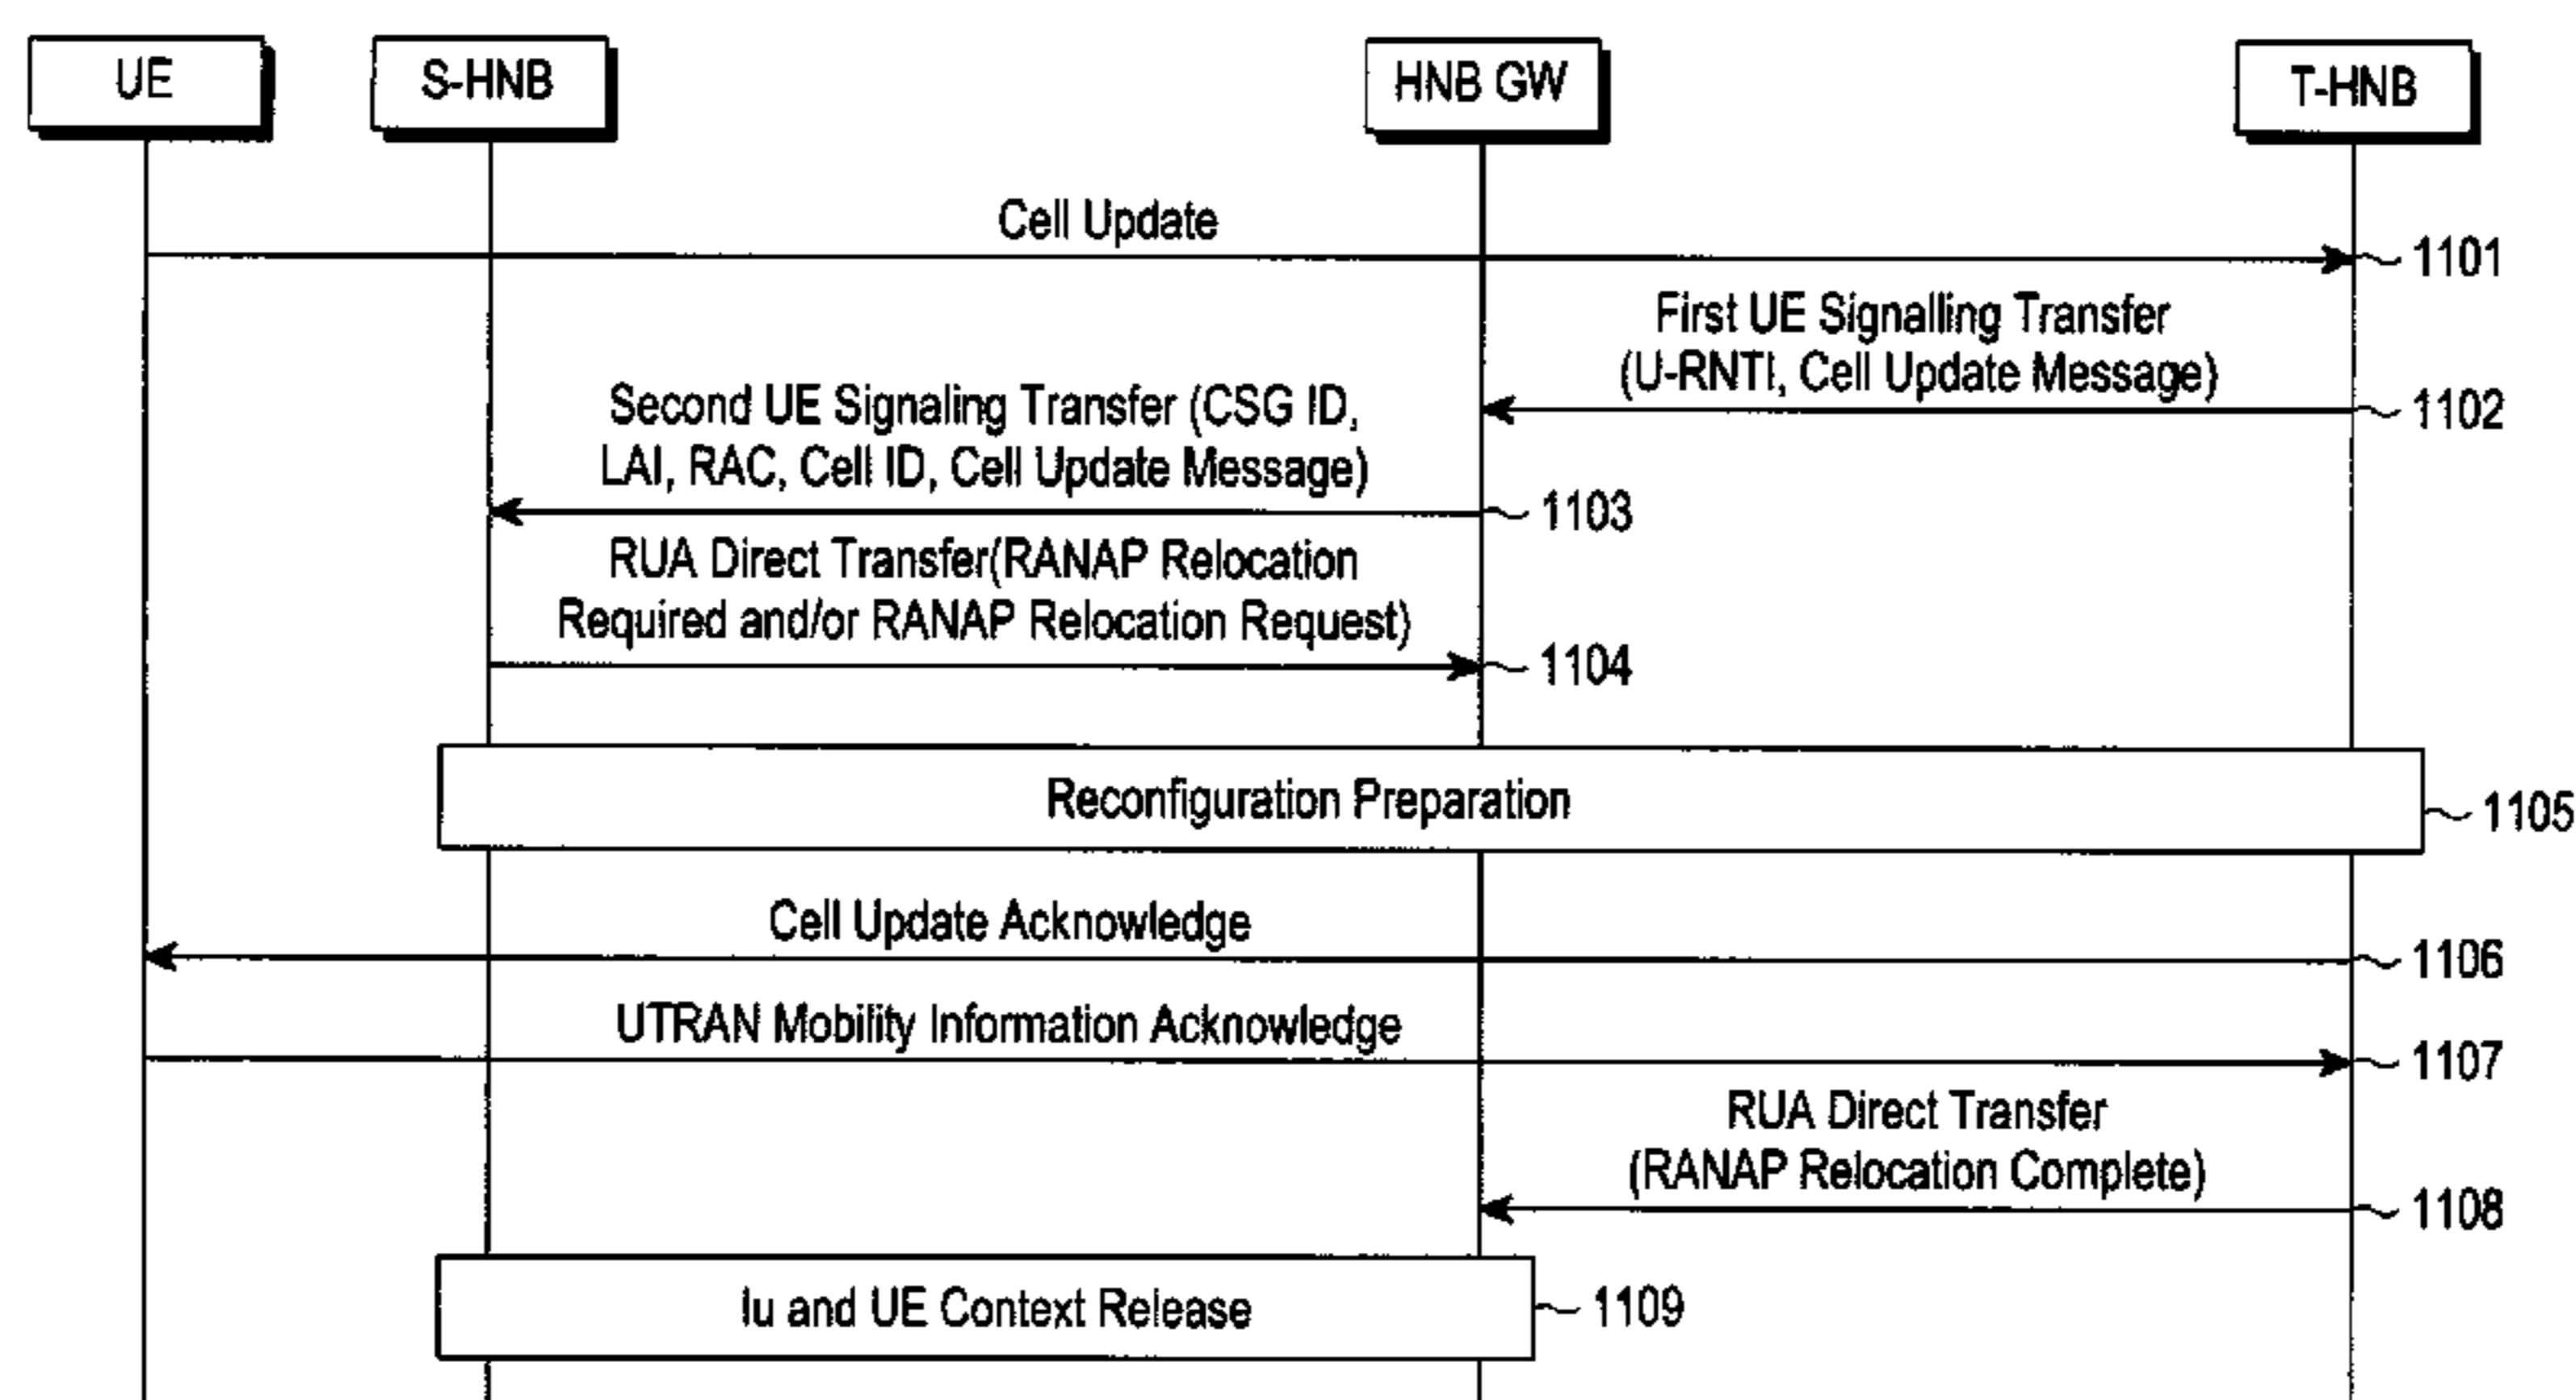 UE
S-HNB
HNB GW
T-HNB
Cell Update
1101
First UE Signalling Transfer
(U-RNTI, Cell Update Message)
1102
Second UE Signaling Transfer (CSG ID,
LAI, RAC, Cell ID, Cell Update Message)
1103
RUA Direct Transfer(RANAP Relocation
Required and/or RANAP Relocation Request)
1104
Reconfiguration Preparation
1105
Cell Update Acknowledge
1106
UTRAN Mobility Information Acknowledge
1107
RUA Direct Transfer
(RANAP Relocation Complete)
1108
Iu and UE Context Release
1109